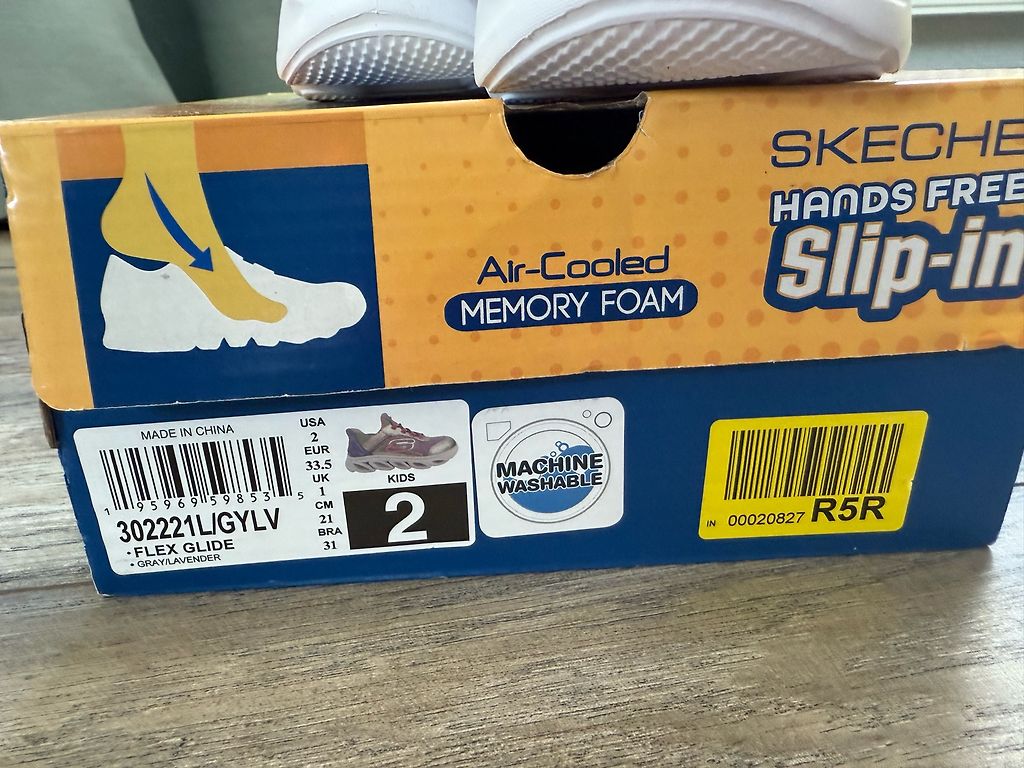 SKECHE
HANDS FREE
Slip-in
Air-Cooled
MEMORY FOAM
MADE IN CHINA
1 95969 59853 5
302221L/GYLV
• FLEX GLIDE
• GRAY/LAVENDER
USA
2
EUR
33.5
UK
1
CM
21
BRA
31
KIDS
2
MACHINE
WASHABLE
IN 00020827 R5R